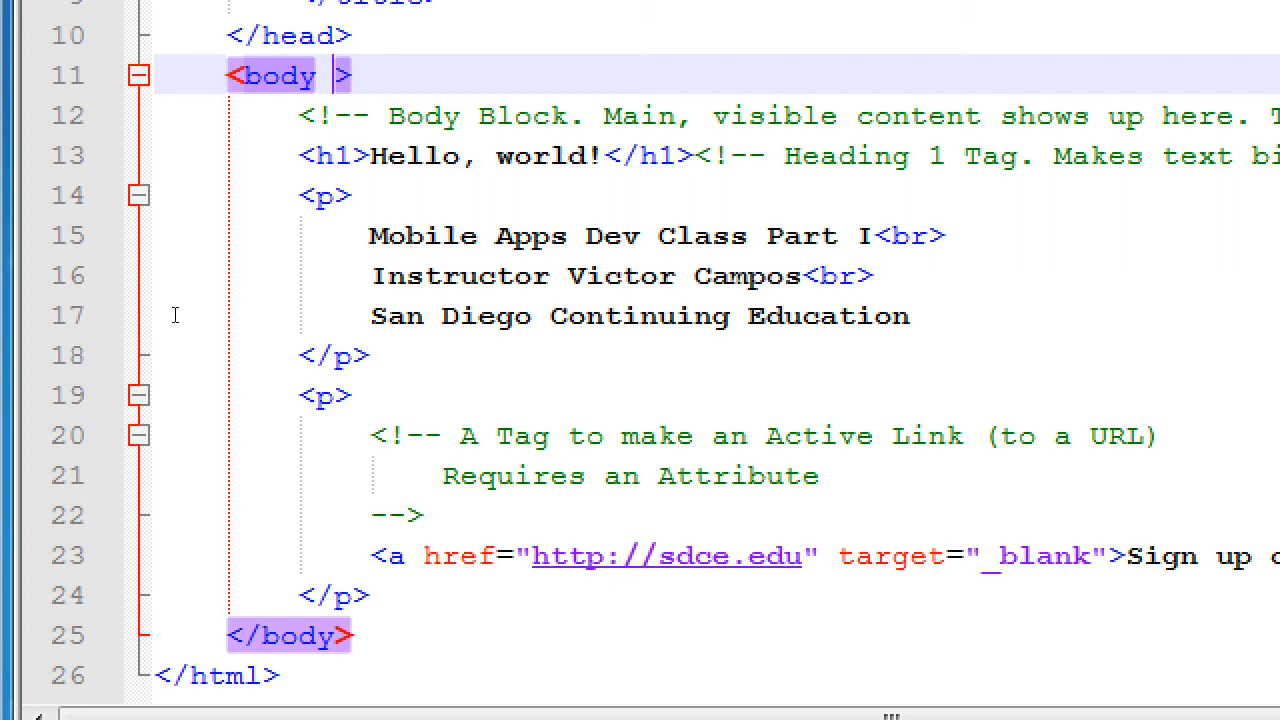 10 </head>
11 <body >
12 <!-- Body Block. Main, visible content shows up here.
13 <h1>Hello, world!</h1><!-- Heading 1 Tag. Makes text
14 <p>
15 Mobile Apps Dev Class Part I<br>
16 Instructor Victor Campos<br>
17 San Diego Continuing Education
18 </p>
19 <p>
20 <!-- A Tag to make an Active Link (to a URL)
21 Requires an Attribute
22 -->
23 <a href="http://sdce.edu" target="_blank">Sign up
24 </p>
25 </body>
26 </html>